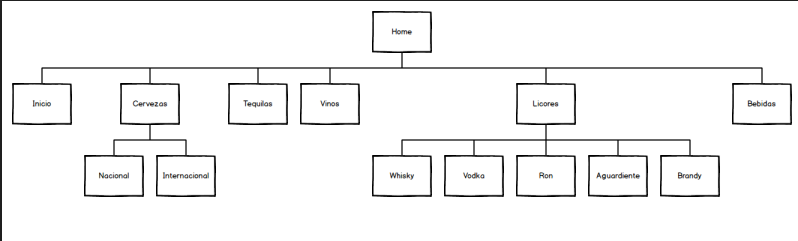 Home
Inicio
Cervezas
Tequilas
Vinos
Licores
Bebidas
Nacional
Internacional
Whisky
Vodka
Ron
Aguardiente
Brandy